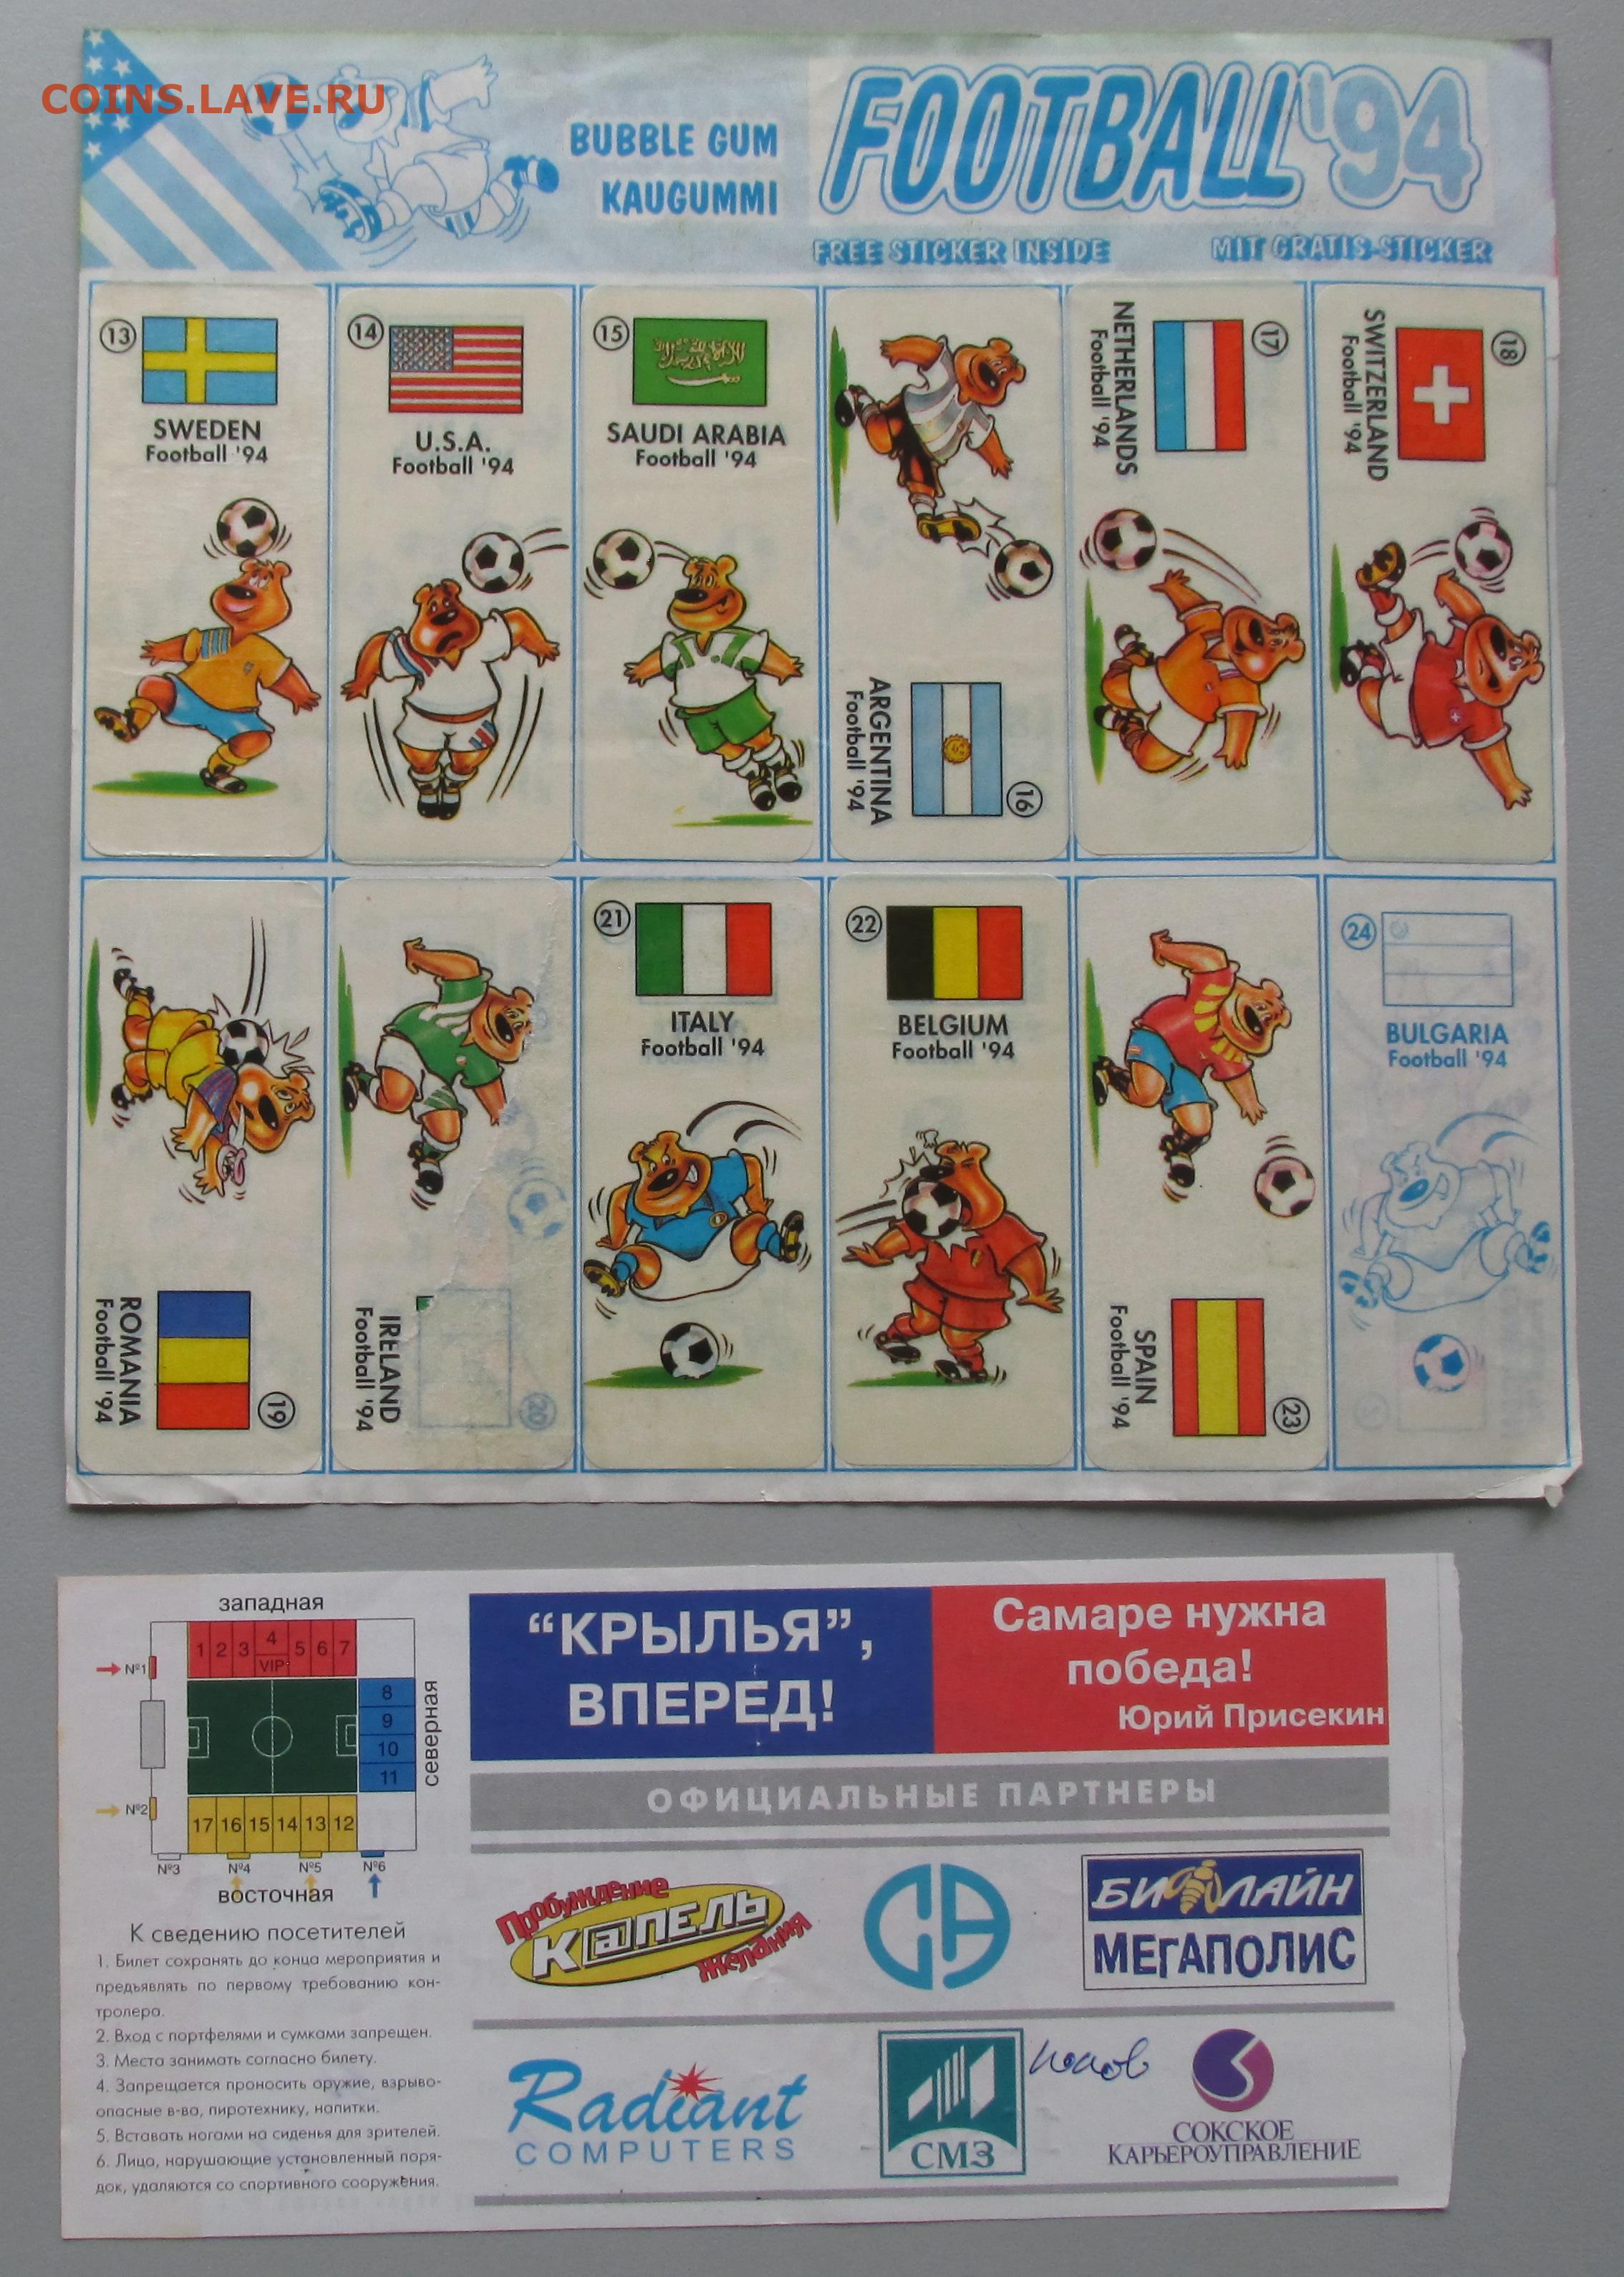 COINS.LAVE.RU
BUBBLE GUM
KAUGUMMI
FOOTBALL '94
FREE STICKER INSIDE
MIT GRATIS-STICKER
13
SWEDEN
Football '94
14
U.S.A.
Football '94
15
SAUDI ARABIA
Football '94
ARGENTINA
Football '94
16
17
NETHERLANDS
Football '94
18
SWITZERLAND
Football '94
ROMANIA
Football '94
19
IRELAND
Football '94
20
21
ITALY
Football '94
22
BELGIUM
Football '94
SPAIN
Football '94
23
24
BULGARIA
Football '94
западная
1 2 3 4 5 6 7
VIP
№1
8
9
10
11
северная
№2
17 16 15 14 13 12
№3 №4 №5 №6
восточная
К сведению посетителей
1. Билет сохранять до конца мероприятия и
предъявлять по первому требованию кон-
тролера.
2. Вход с портфелями и сумками запрещен.
3. Места занимать согласно билету.
4. Запрещается проносить оружие, взрыво-
опасные в-во, пиротехнику, напитки.
5. Вставать ногами на сиденья для зрителей.
6. Лица, нарушающие установленный поря-
док, удаляются со спортивного сооружения.
“КРЫЛЬЯ”,
ВПЕРЕД!
Самаре нужна
победа!
Юрий Присекин
ОФИЦИАЛЬНЫЕ ПАРТНЕРЫ
Пробуждение
К@ПЕЛЬ
Желания
СА
БИ ЛАЙН
МЕГАПОЛИС
Radiant
COMPUTERS
СМЗ
СОКСКОЕ
КАРЬЕРОУПРАВЛЕНИЕ